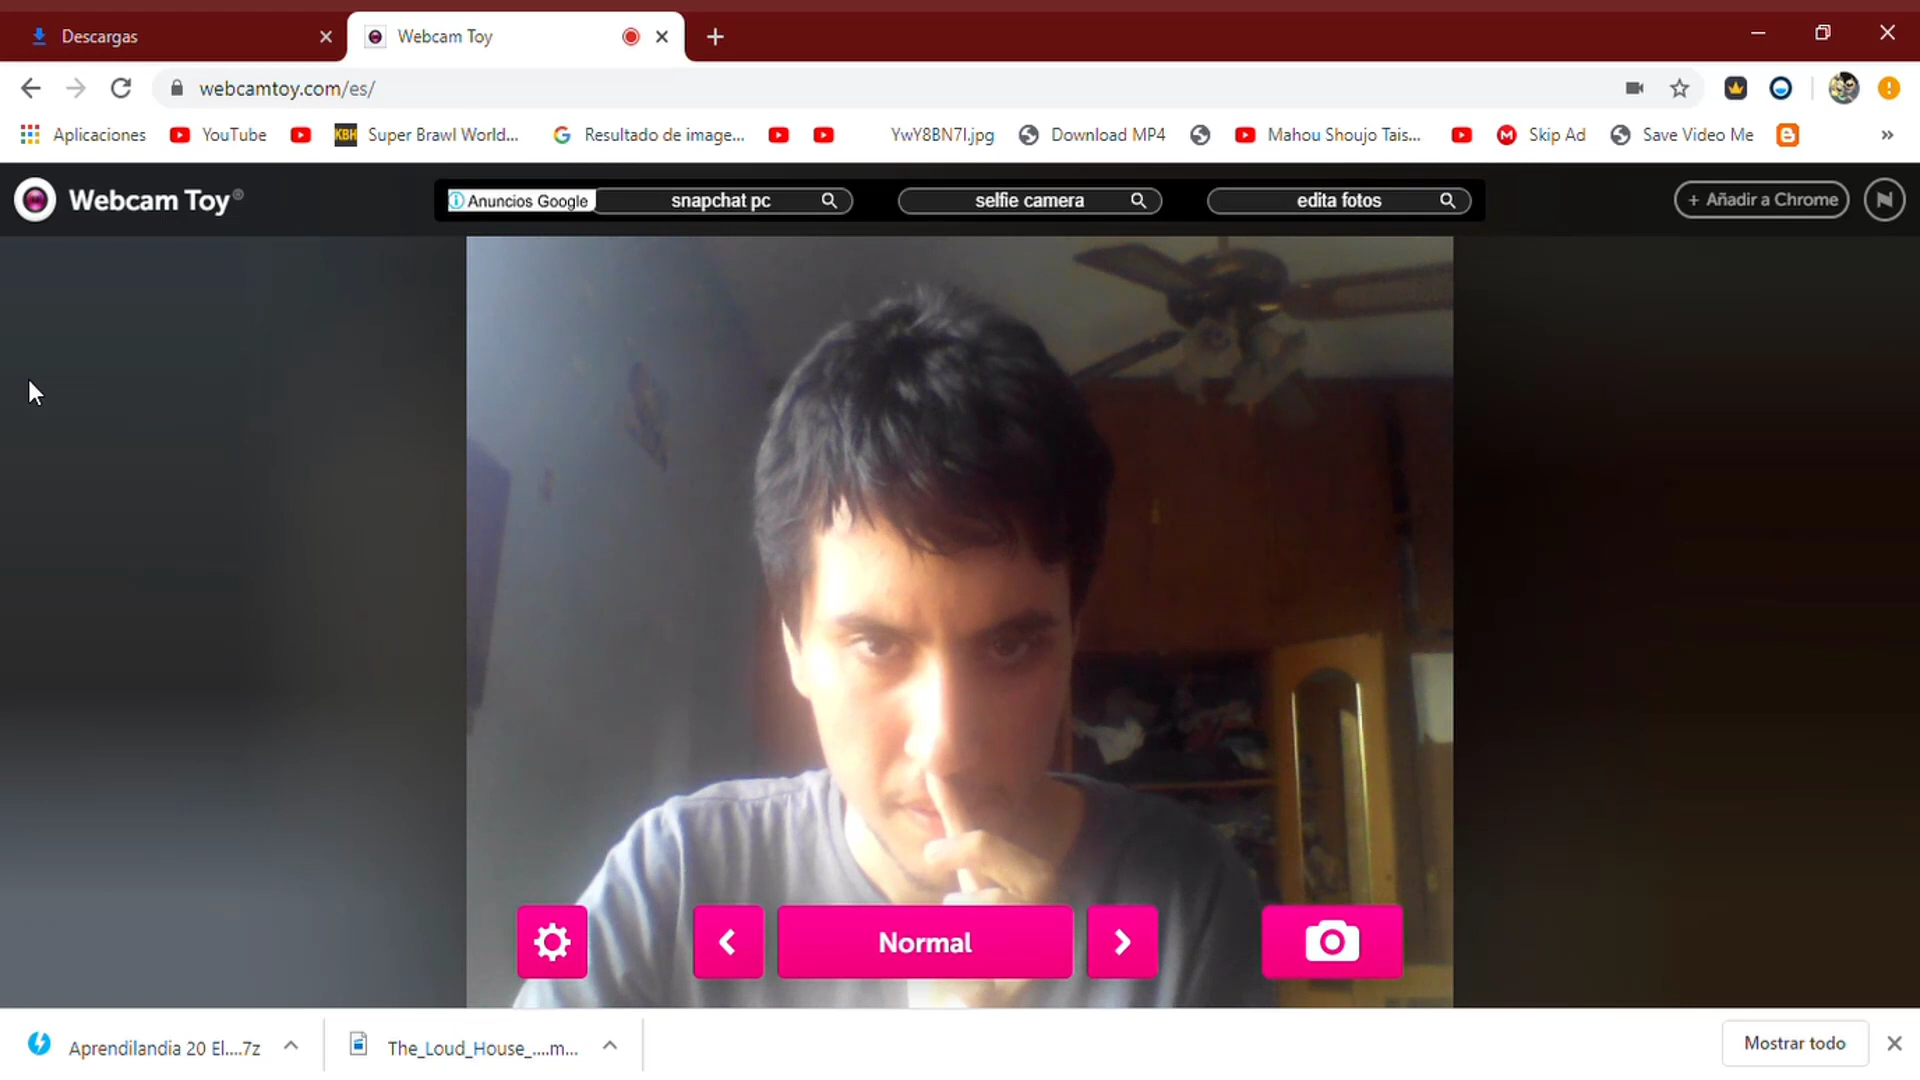 Descargas
Webcam Toy
webcamtoy.com/es/
Aplicaciones
YouTube
KBH
Super Brawl World...
Resultado de image...
YwY8BN7l.jpg
Download MP4
Mahou Shoujo Tais...
M
Skip Ad
Save Video Me
»
Webcam Toy®
Anuncios Google
snapchat pc
selfie camera
edita fotos
+ Añadir a Chrome
Normal
Aprendilandia 20 El....7z
The_Loud_House_....m...
Mostrar todo